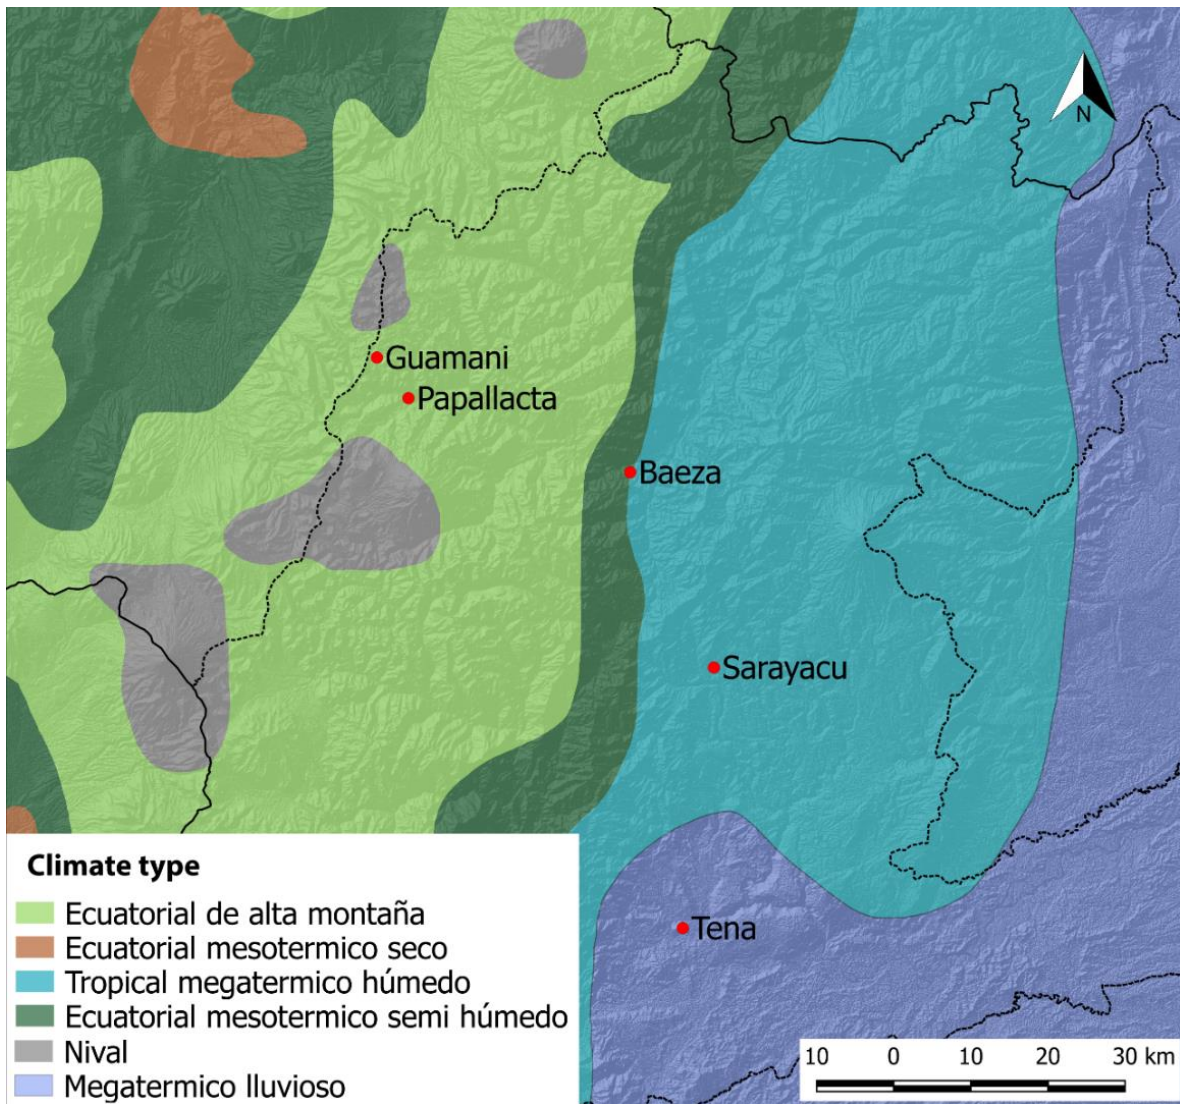 N
Guamani
Papallacta
Baeza
Sarayacu
Tena
Climate type
Ecuatorial de alta montaña
Ecuatorial mesotermico seco
Tropical megatermico húmedo
Ecuatorial mesotermico semi húmedo
Nival
Megatermico lluvioso
10 0 10 20 30 km